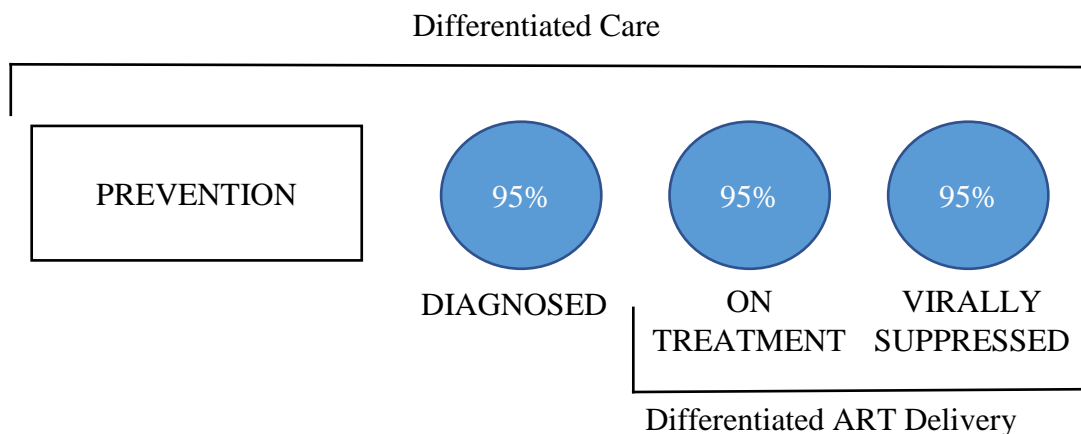 Differentiated Care
PREVENTION
95%
95%
95%
DIAGNOSED
ON
TREATMENT
VIRALLY
SUPPRESSED
Differentiated ART Delivery